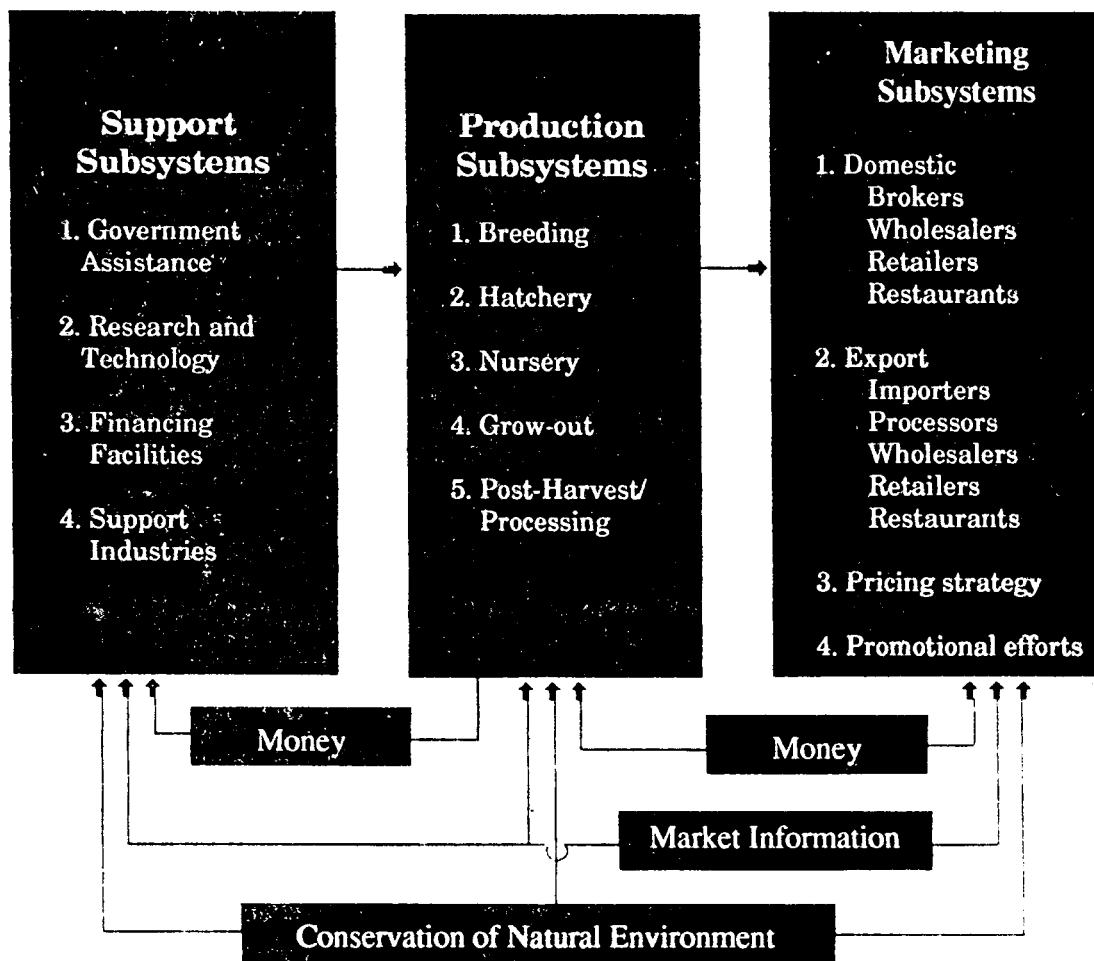 Support
Subsystems
1. Government
Assistance
2. Research and
Technology
3. Financing
Facilities
4. Support
Industries
Production
Subsystems
1. Breeding
2. Hatchery
3. Nursery
4. Grow-out
5. Post-Harvest/
Processing
Marketing
Subsystems
1. Domestic
Brokers
Wholesalers
Retailers
Restaurants
2. Export
Importers
Processors
Wholesalers
Retailers
Restaurants
3. Pricing strategy
4. Promotional efforts
Money
Money
Market Information
Conservation of Natural Environment